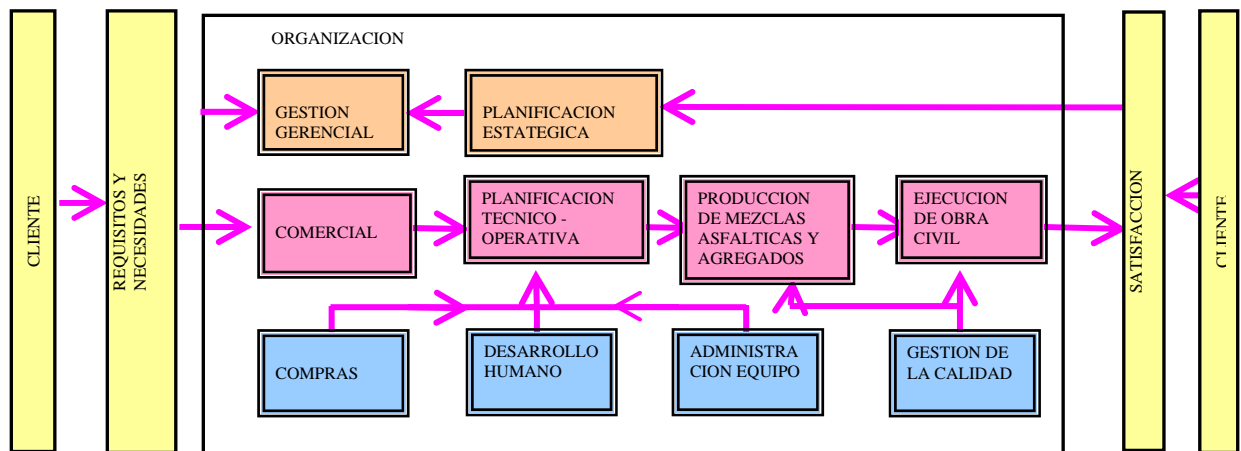 ORGANIZACION
GESTION
GERENCIAL
PLANIFICACION
ESTATEGICA
CLIENTE
REQUISITOS Y
NECESIDADES
COMERCIAL
PLANIFICACION
TECNICO -
OPERATIVA
PRODUCCION
DE MEZCLAS
ASFALTICAS Y
AGREGADOS
EJECUCION
DE OBRA
CIVIL
SATISFACCION
CLIENTE
COMPRAS
DESARROLLO
HUMANO
ADMINISTRA
CION EQUIPO
GESTION DE
LA CALIDAD